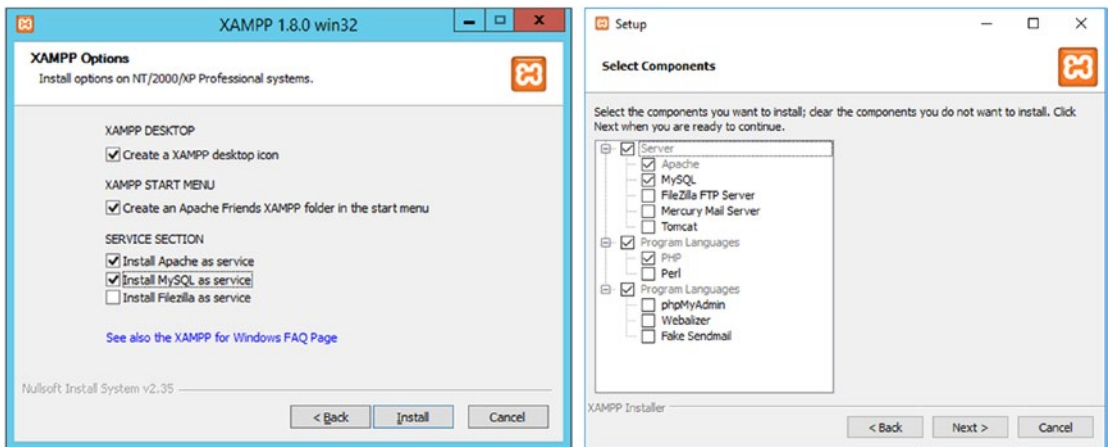 XAMPP 1.8.0 win32
XAMPP Options
Install options on NT/2000/XP Professional systems.
XAMPP DESKTOP
Create a XAMPP desktop icon
XAMPP START MENU
Create an Apache Friends XAMPP folder in the start menu
SERVICE SECTION
Install Apache as service
Install MySQL as service
Install Filezilla as service
See also the XAMPP for Windows FAQ Page
Nullsoft Install System v2.35
< Back
Install
Cancel
Setup
Select Components
Select the components you want to install; clear the components you do not want to install. Click
Next when you are ready to continue.
Server
Apache
MySQL
FileZilla FTP Server
Mercury Mail Server
Tomcat
Program Languages
PHP
Perl
Program Languages
phpMyAdmin
Webalizer
Fake Sendmail
XAMPP Installer
< Back
Next >
Cancel